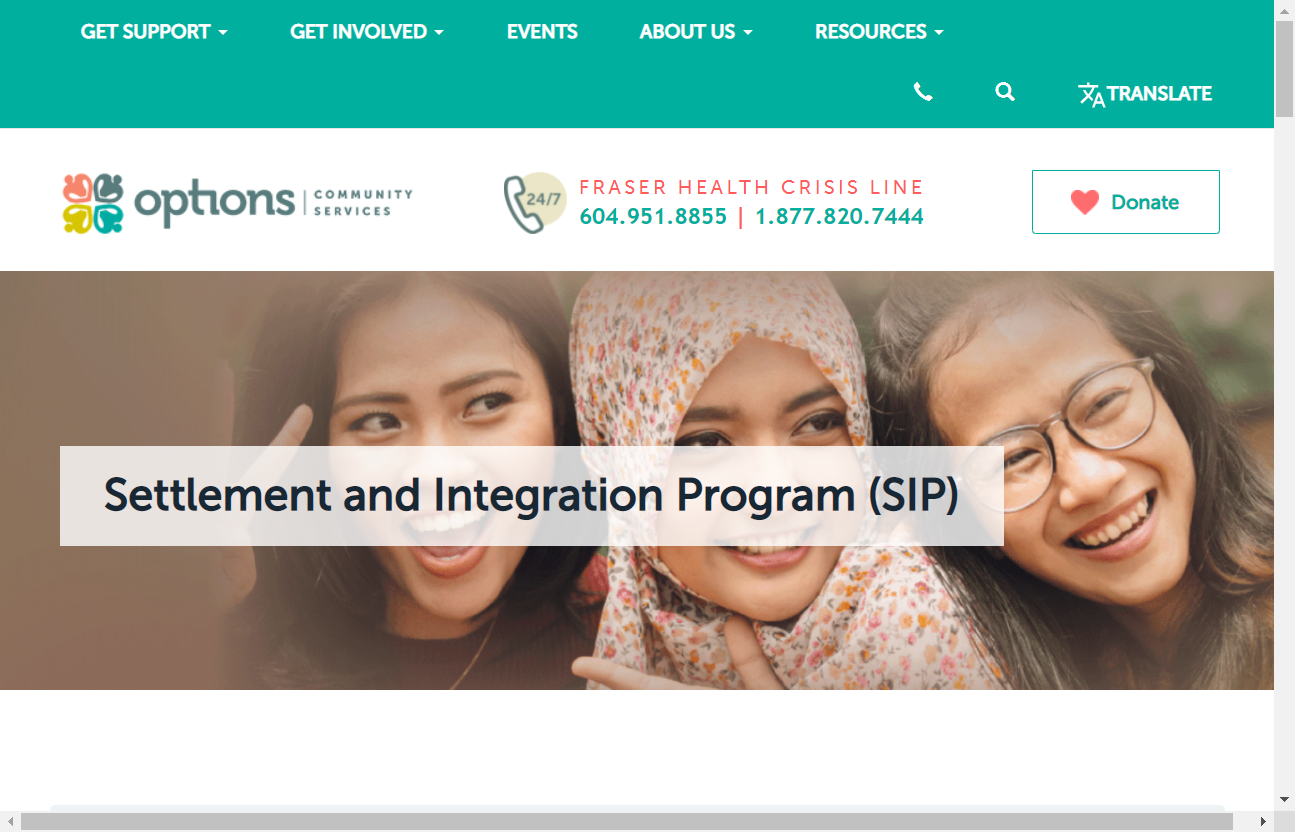 GET SUPPORT
GET INVOLVED
EVENTS
ABOUT US
RESOURCES
TRANSLATE
options | COMMUNITY SERVICES
24/7
FRASER HEALTH CRISIS LINE
604.951.8855 | 1.877.820.7444
Donate
Settlement and Integration Program (SIP)